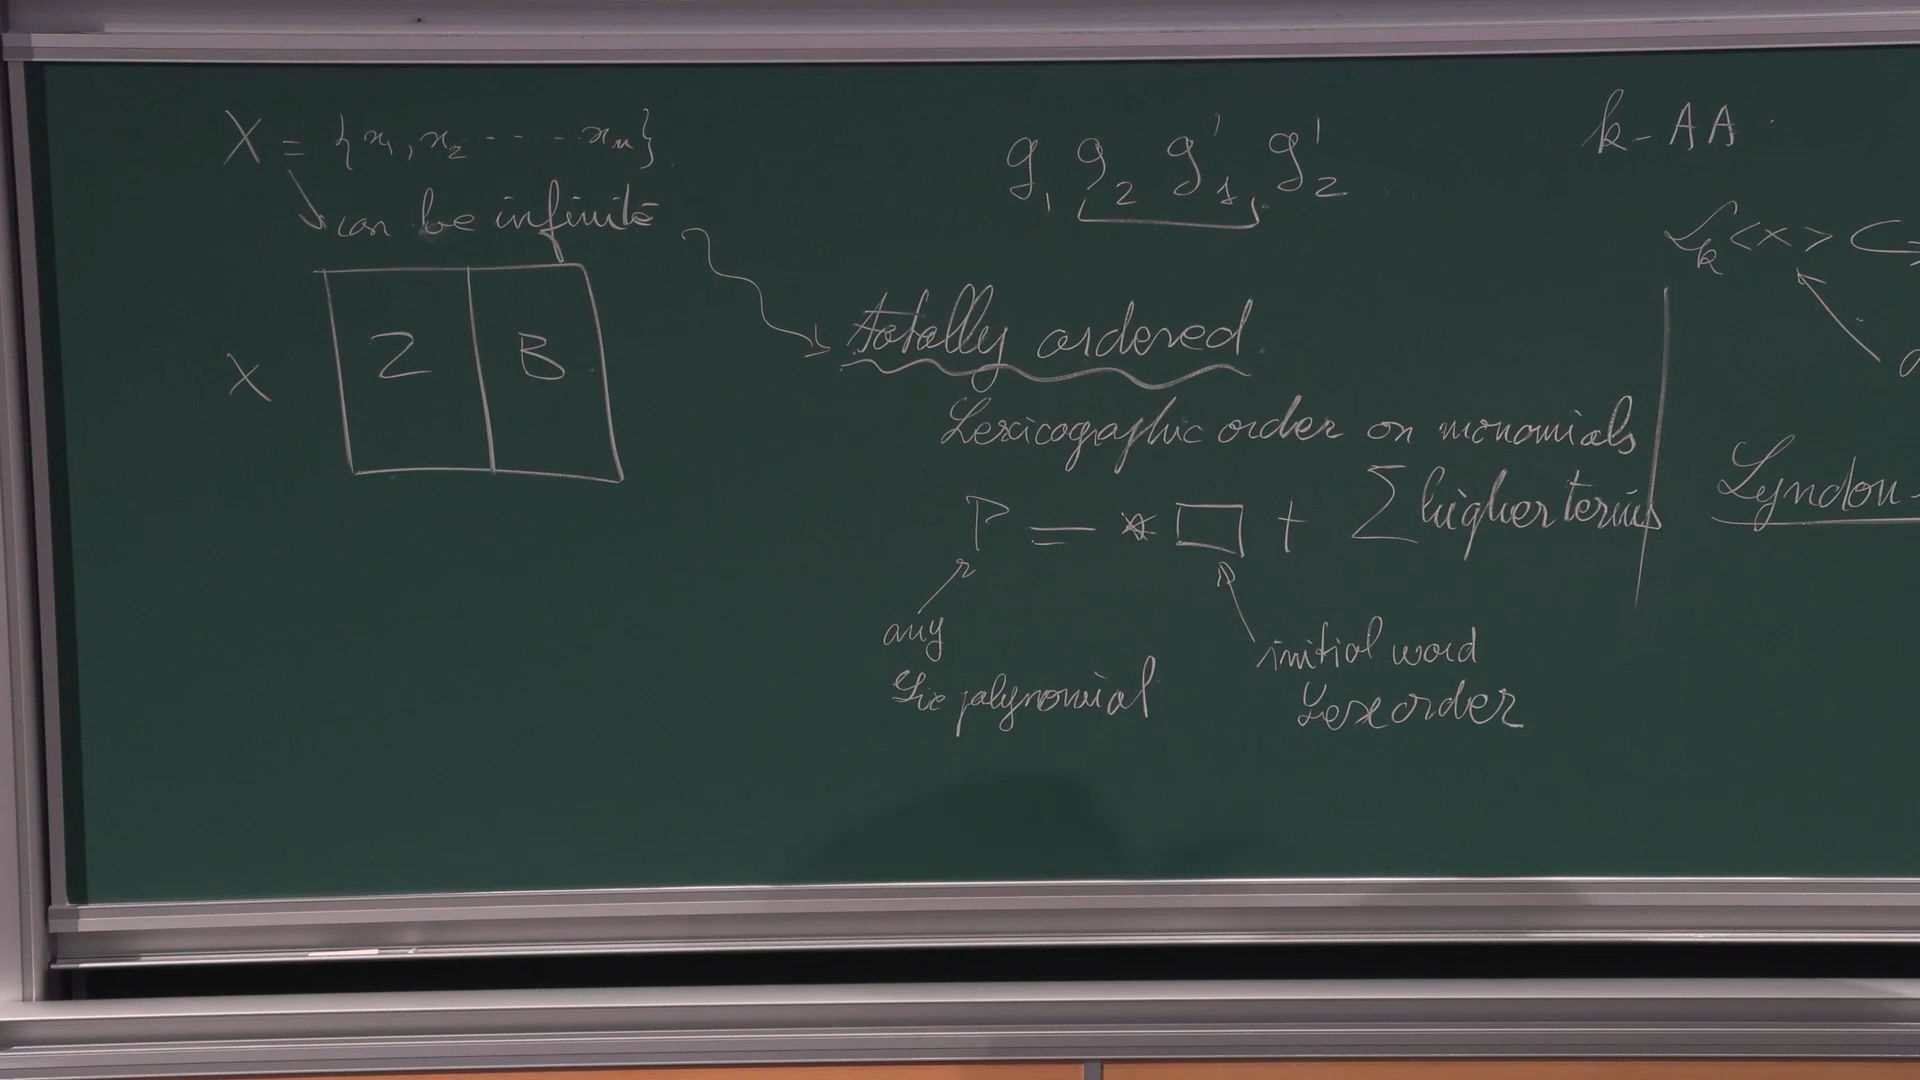 X = {x₁, x₂ ----- xₙ}
can be infinite
X Z B
g₁ g₂ g'₁ g'₂
totally ordered
Lexicographic order on monomials
P = * □ + ∑ higher terms
any
Lie polynomial
initial word
Lex order
k-AA
ℒₖ<X> ↪
Lyndon-